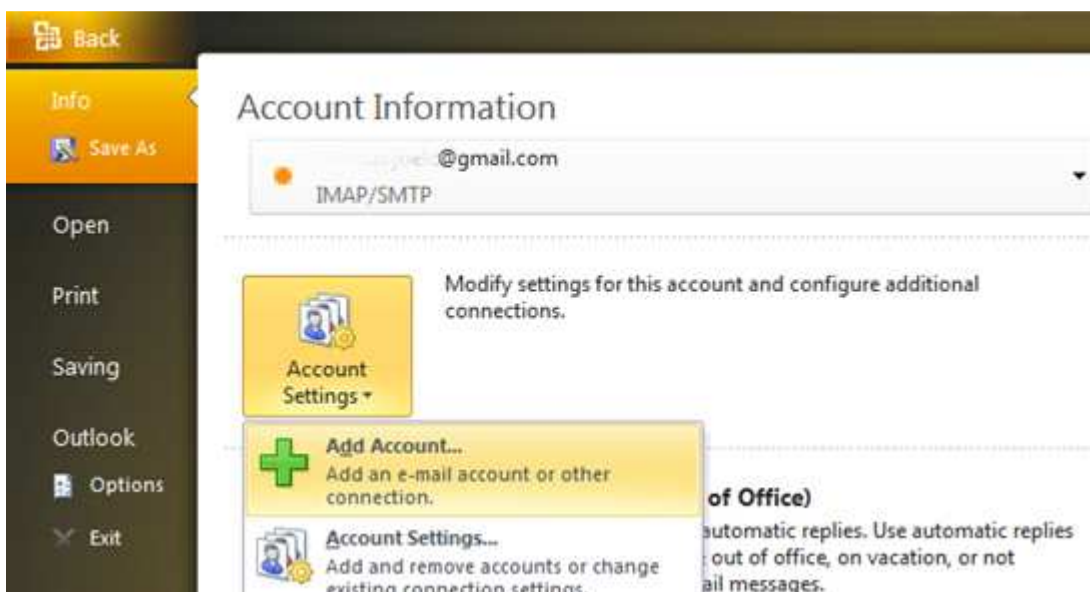 Back
Info
Save As
Open
Print
Saving
Outlook
Options
Exit
Account Information
@gmail.com
IMAP/SMTP
Account
Settings
Modify settings for this account and configure additional
connections.
Add Account...
Add an e-mail account or other
connection.
Account Settings...
Add and remove accounts or change
existing connection settings.
of Office)
automatic replies. Use automatic replies
out of office, on vacation, or not
ail messages.